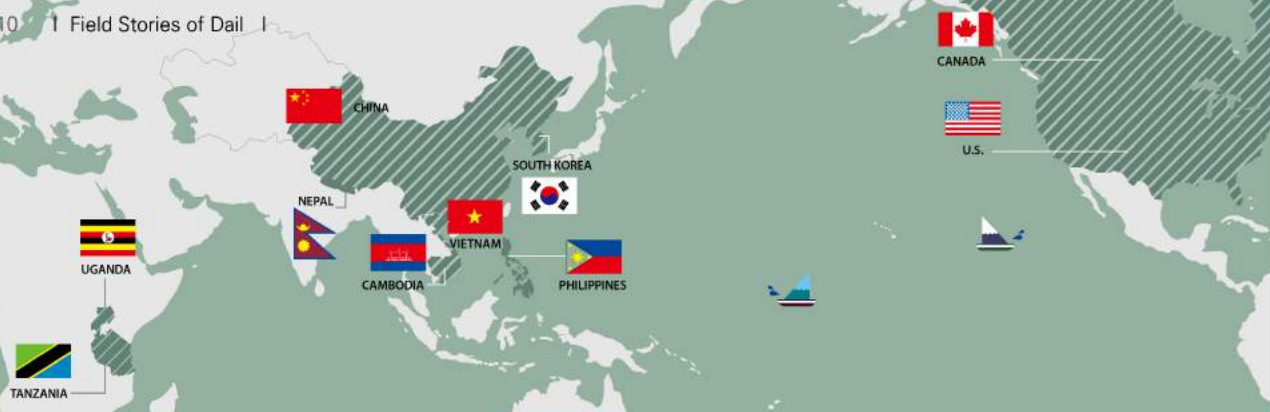 10 | Field Stories of Dail |
CANADA
CHINA
U.S.
SOUTH KOREA
NEPAL
VIETNAM
UGANDA
CAMBODIA
PHILIPPINES
TANZANIA